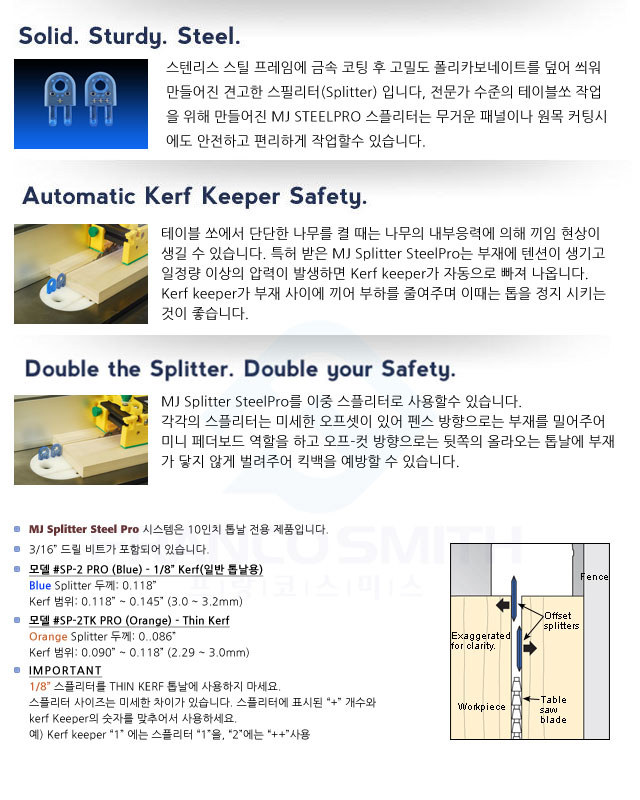 Solid. Sturdy. Steel.
스텐리스 스틸 프레임에 금속 코팅 후 고밀도 폴리카보네이트를 덮어 씌워
만들어진 견고한 스필리터(Splitter) 입니다, 전문가 수준의 테이블쏘 작업
을 위해 만들어진 MJ STEELPRO 스플리터는 무거운 패널이나 원목 커팅시
에도 안전하고 편리하게 작업할수 있습니다.
Automatic Kerf Keeper Safety.
테이블 쏘에서 단단한 나무를 켤 때는 나무의 내부응력에 의해 끼임 현상이
생길 수 있습니다. 특허 받은 MJ Splitter SteelPro는 부재에 텐션이 생기고
일정량 이상의 압력이 발생하면 Kerf keeper가 자동으로 빠져 나옵니다.
Kerf keeper가 부재 사이에 끼어 부하를 줄여주며 이때는 톱을 정지 시키는
것이 좋습니다.
Double the Splitter. Double your Safety.
MJ Splitter SteelPro를 이중 스플리터로 사용할수 있습니다.
각각의 스플리터는 미세한 오프셋이 있어 펜스 방향으로는 부재를 밀어주어
미니 페더보드 역할을 하고 오프-컷 방향으로는 뒷쪽의 올라오는 톱날에 부재
가 닿지 않게 벌려주어 킥백을 예방할 수 있습니다.
MJ Splitter Steel Pro 시스템은 10인치 톱날 전용 제품입니다.
3/16” 드릴 비트가 포함되어 있습니다.
모델 #SP-2 PRO (Blue) - 1/8” Kerf(일반 톱날용)
Blue Splitter 두께: 0.118”
Kerf 범위: 0.118” ~ 0.145” (3.0 ~ 3.2mm)
모델 #SP-2TK PRO (Orange) - Thin Kerf
Orange Splitter 두께: 0..086”
Kerf 범위: 0.090” ~ 0.118” (2.29 ~ 3.0mm)
IMPORTANT
1/8” 스플리터를 THIN KERF 톱날에 사용하지 마세요.
스플리터 사이즈는 미세한 차이가 있습니다. 스플리터에 표시된 “+” 개수와
kerf Keeper의 숫자를 맞추어서 사용하세요.
예) Kerf keeper “1” 에는 스플리터 “1”을, “2”에는 “++”사용
Fence
Offset
splitters
Exaggerated
for clarity.
Table
saw
blade
Workpiece